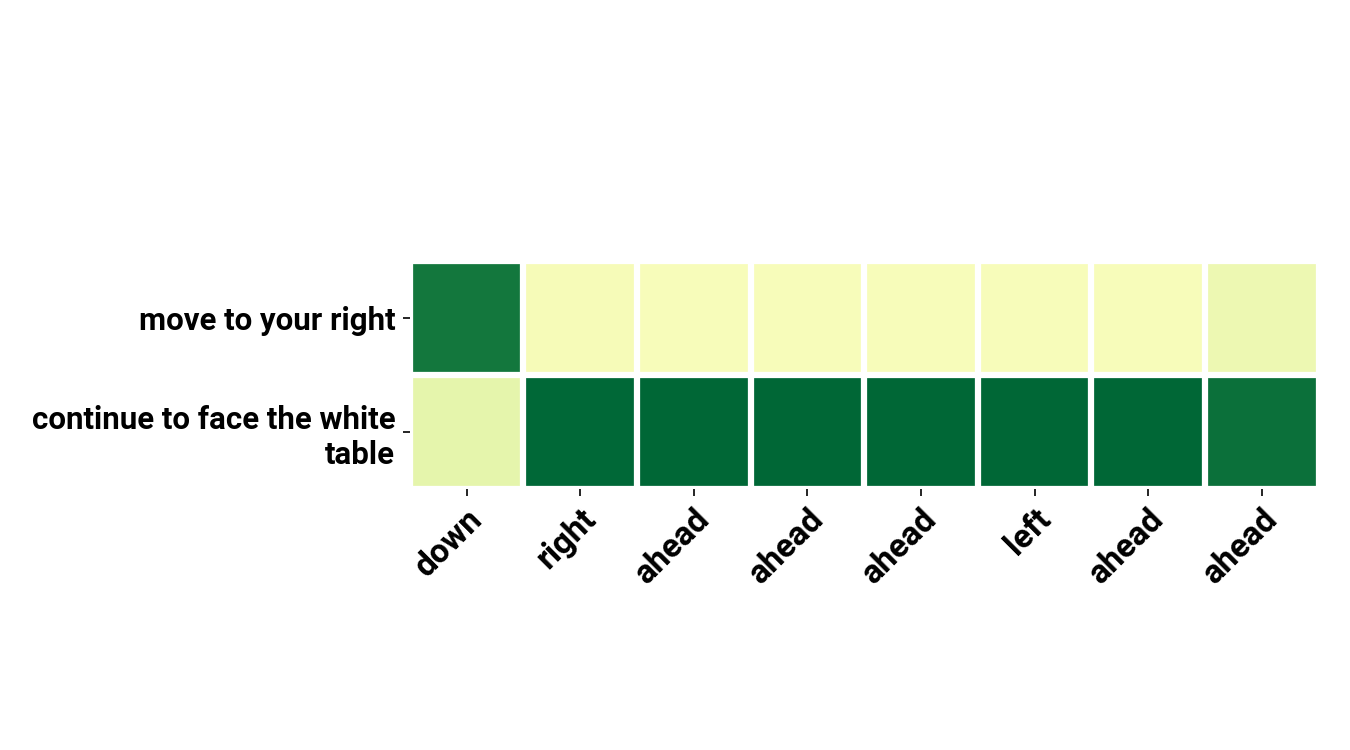 move to your right
continue to face the white
table
down
right
ahead
ahead
ahead
left
ahead
ahead